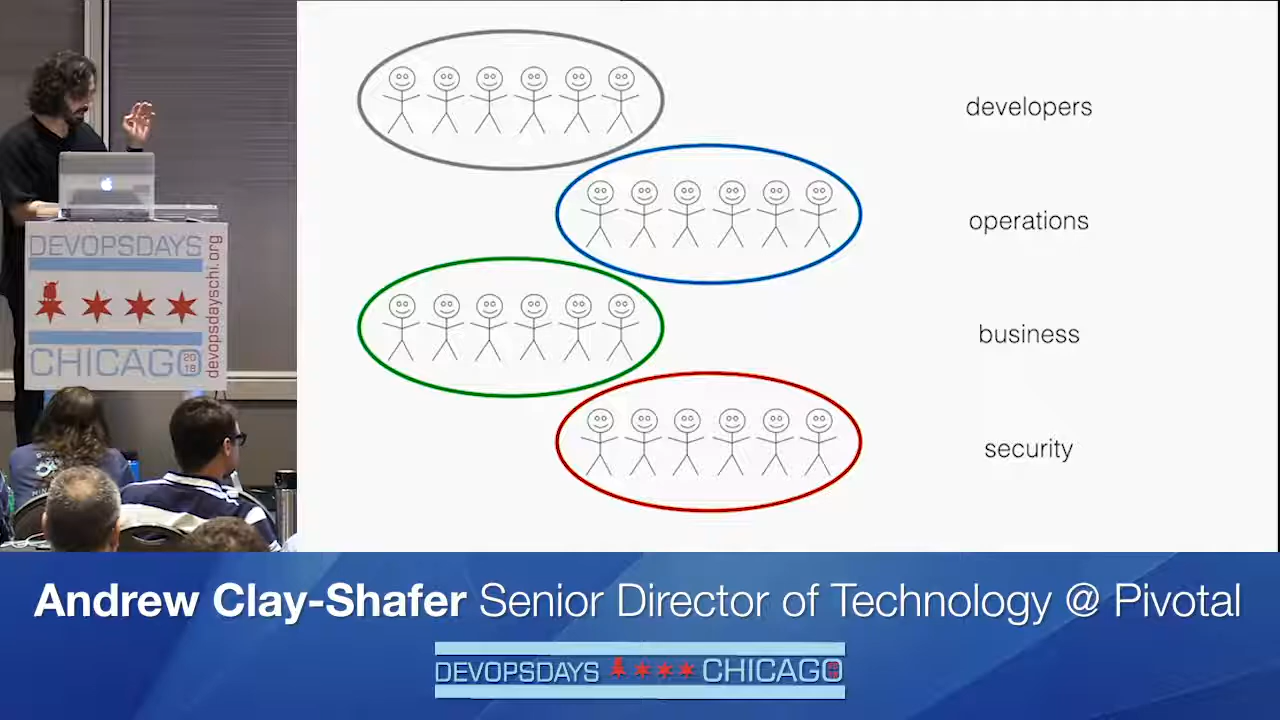 developers
operations
business
security
DEVOPSDAYS
CHICAGO 2018
devopsdayschi.org
Andrew Clay-Shafer Senior Director of Technology @ Pivotal
DEVOPSDAYS CHICAGO